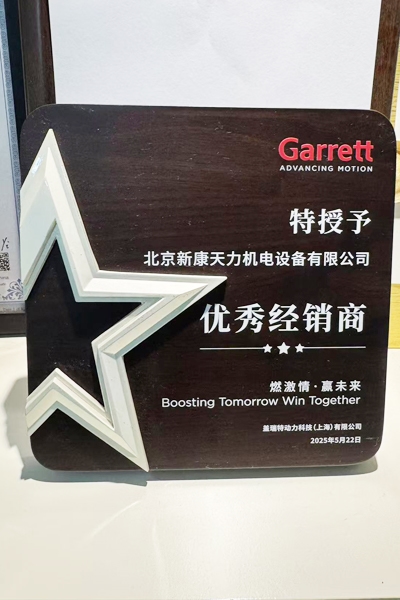 Garrett
ADVANCING MOTION
特授予
北京新康天力机电设备有限公司
优秀经销商
燃激情·赢未来
Boosting Tomorrow Win Together
盖瑞特动力科技(上海)有限公司
2025年5月22日